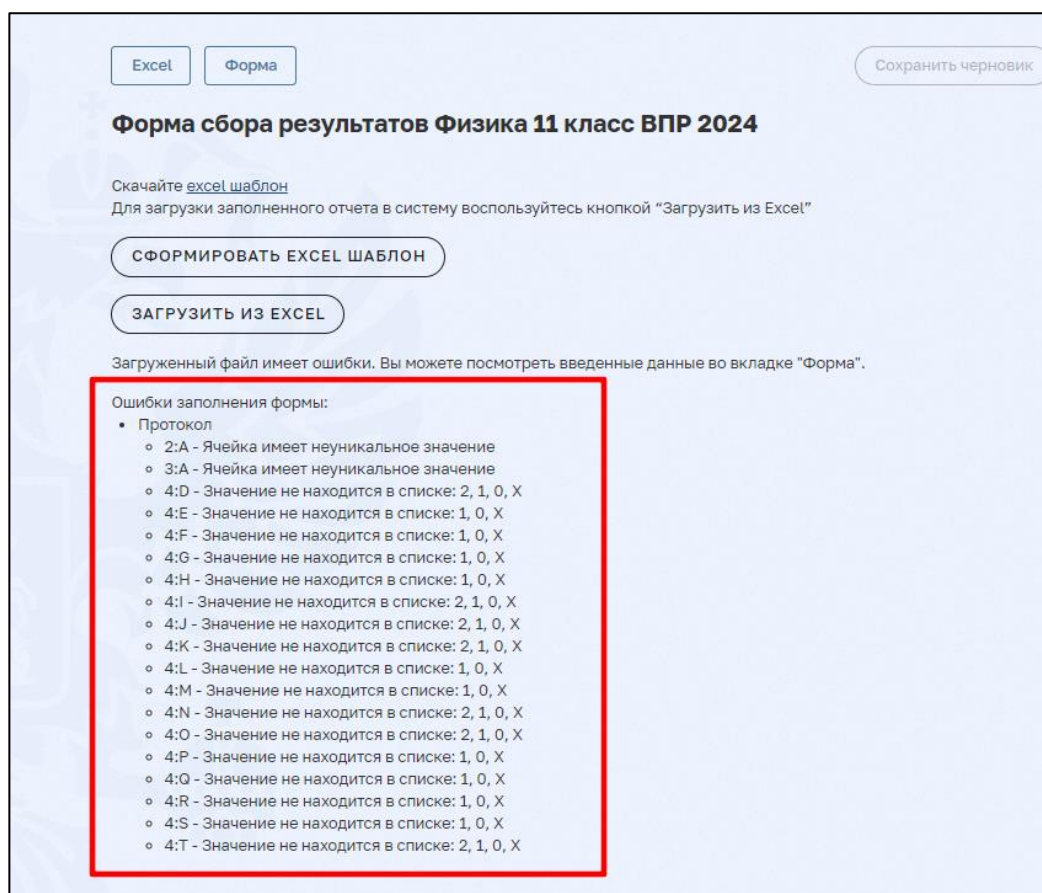 Excel Форма Сохранить черновик
Форма сбора результатов Физика 11 класс ВПР 2024
Скачайте excel шаблон
Для загрузки заполненного отчета в систему воспользуйтесь кнопкой “Загрузить из Excel”
СФОРМИРОВАТЬ EXCEL ШАБЛОН
ЗАГРУЗИТЬ ИЗ EXCEL
Загруженный файл имеет ошибки. Вы можете посмотреть введенные данные во вкладке "Форма".
Ошибки заполнения формы:
• Протокол
◦ 2:A - Ячейка имеет неуникальное значение
◦ 3:A - Ячейка имеет неуникальное значение
◦ 4:D - Значение не находится в списке: 2, 1, 0, X
◦ 4:E - Значение не находится в списке: 1, 0, X
◦ 4:F - Значение не находится в списке: 1, 0, X
◦ 4:G - Значение не находится в списке: 1, 0, X
◦ 4:H - Значение не находится в списке: 1, 0, X
◦ 4:I - Значение не находится в списке: 2, 1, 0, X
◦ 4:J - Значение не находится в списке: 2, 1, 0, X
◦ 4:K - Значение не находится в списке: 2, 1, 0, X
◦ 4:L - Значение не находится в списке: 1, 0, X
◦ 4:M - Значение не находится в списке: 1, 0, X
◦ 4:N - Значение не находится в списке: 2, 1, 0, X
◦ 4:O - Значение не находится в списке: 2, 1, 0, X
◦ 4:P - Значение не находится в списке: 1, 0, X
◦ 4:Q - Значение не находится в списке: 1, 0, X
◦ 4:R - Значение не находится в списке: 1, 0, X
◦ 4:S - Значение не находится в списке: 1, 0, X
◦ 4:T - Значение не находится в списке: 2, 1, 0, X